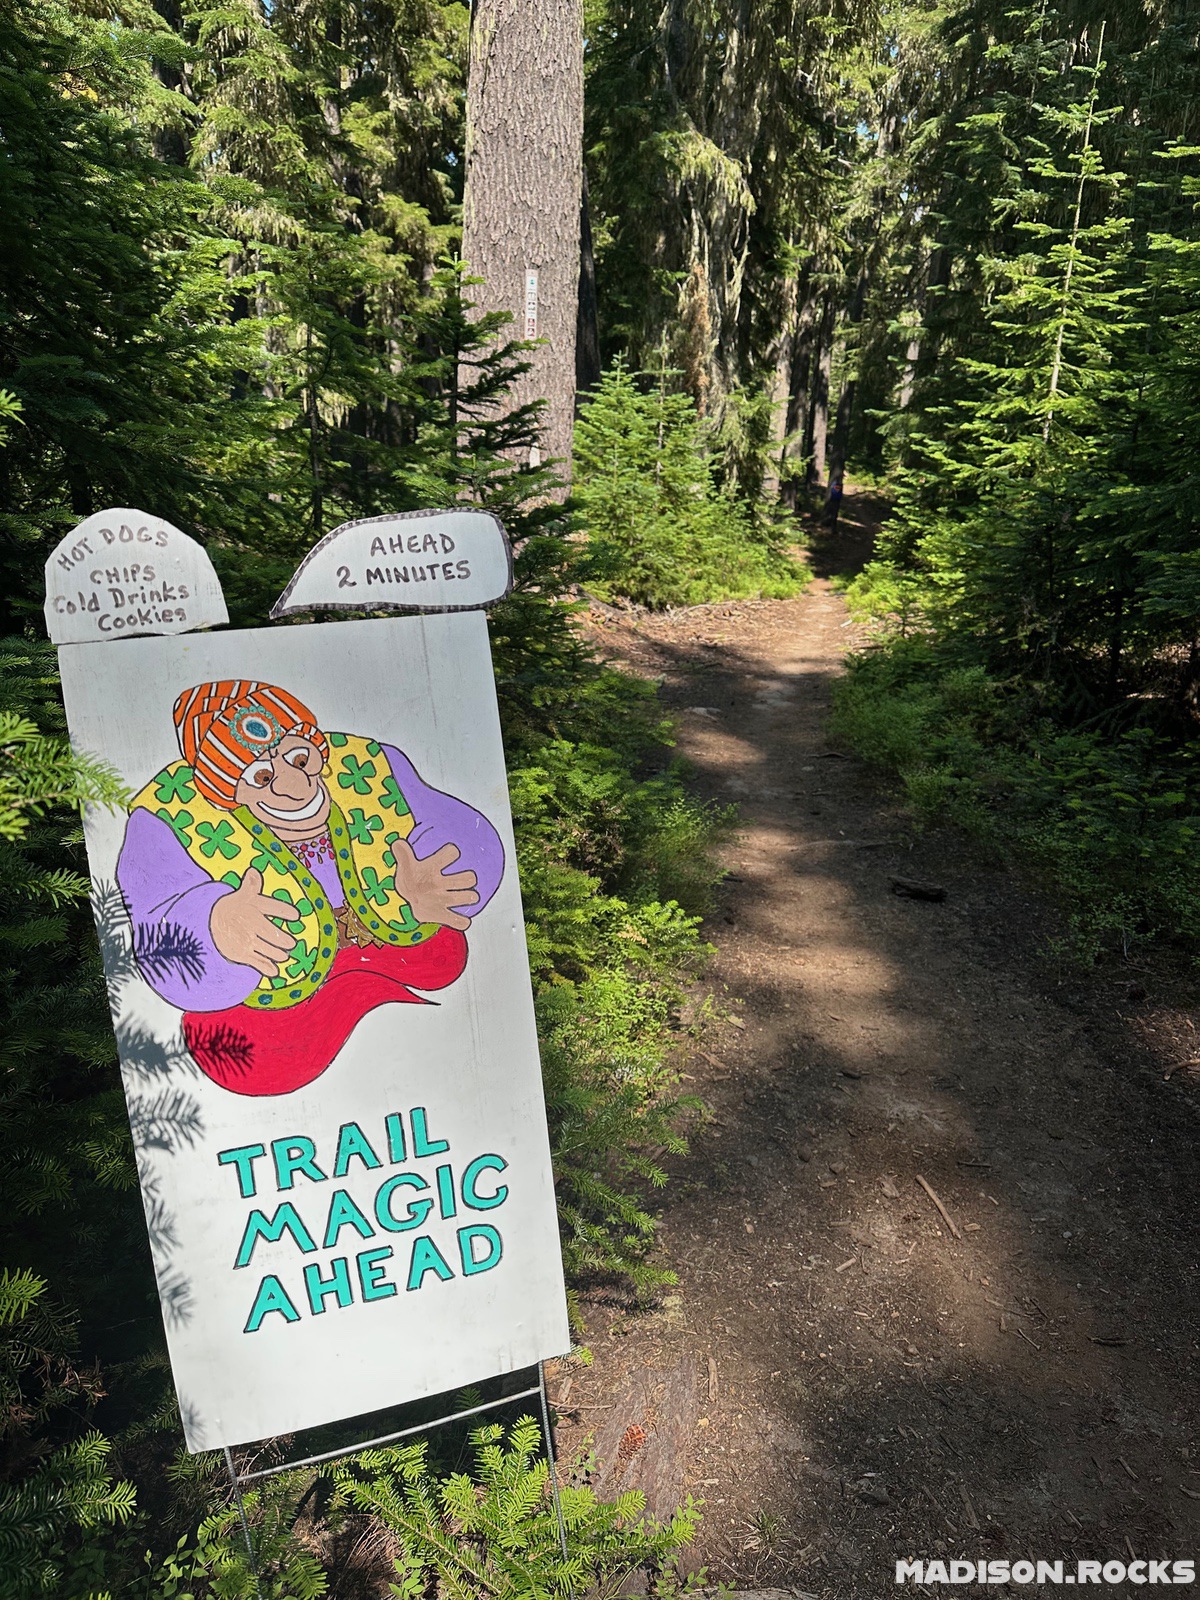 HOT DOGS
CHIPS
Cold Drinks
Cookies
AHEAD
2 MINUTES
TRAIL
MAGIC
AHEAD
MADISON.ROCKS